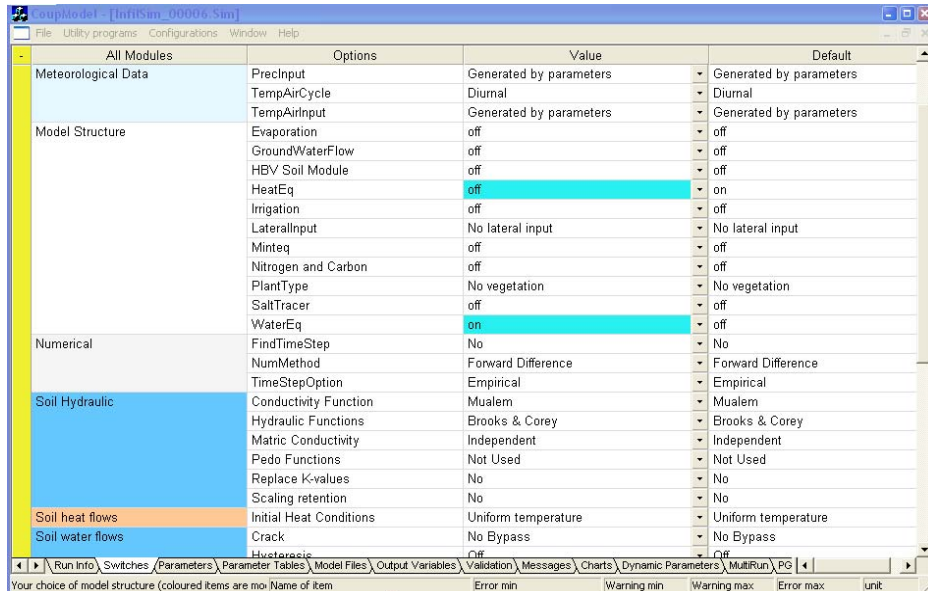 CoupModel - [InfilSim_00006.Sim]
File Utility programs Configurations Window Help
- All Modules Options Value Default
Meteorological Data PrecInput Generated by parameters Generated by parameters
TempAirCycle Diurnal Diurnal
TempAirInput Generated by parameters Generated by parameters
Model Structure Evaporation off off
GroundWaterFlow off off
HBV Soil Module off off
HeatEq off on
Irrigation off off
LateralInput No lateral input No lateral input
Minteq off off
Nitrogen and Carbon off off
PlantType No vegetation No vegetation
SaltTracer off off
WaterEq on off
Numerical FindTimeStep No No
NumMethod Forward Difference Forward Difference
TimeStepOption Empirical Empirical
Soil Hydraulic Conductivity Function Mualem Mualem
Hydraulic Functions Brooks & Corey Brooks & Corey
Matric Conductivity Independent Independent
Pedo Functions Not Used Not Used
Replace K-values No No
Scaling retention No No
Soil heat flows Initial Heat Conditions Uniform temperature Uniform temperature
Soil water flows Crack No Bypass No Bypass
Hysteresis Off Off
Run Info Switches Parameters Parameter Tables Model Files Output Variables Validation Messages Charts Dynamic Parameters MultiRun PG
Your choice of model structure (coloured items are mo Name of item Error min Warning min Warning max Error max unit